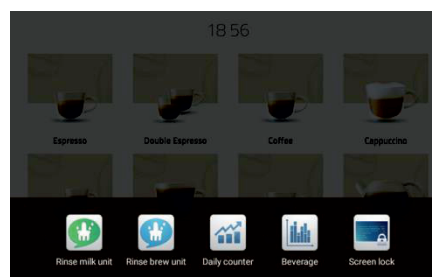 18 56
Espresso
Double Espresso
Coffee
Cappuccino
Rinse milk unit
Rinse brew unit
Daily counter
Beverage
Screen lock